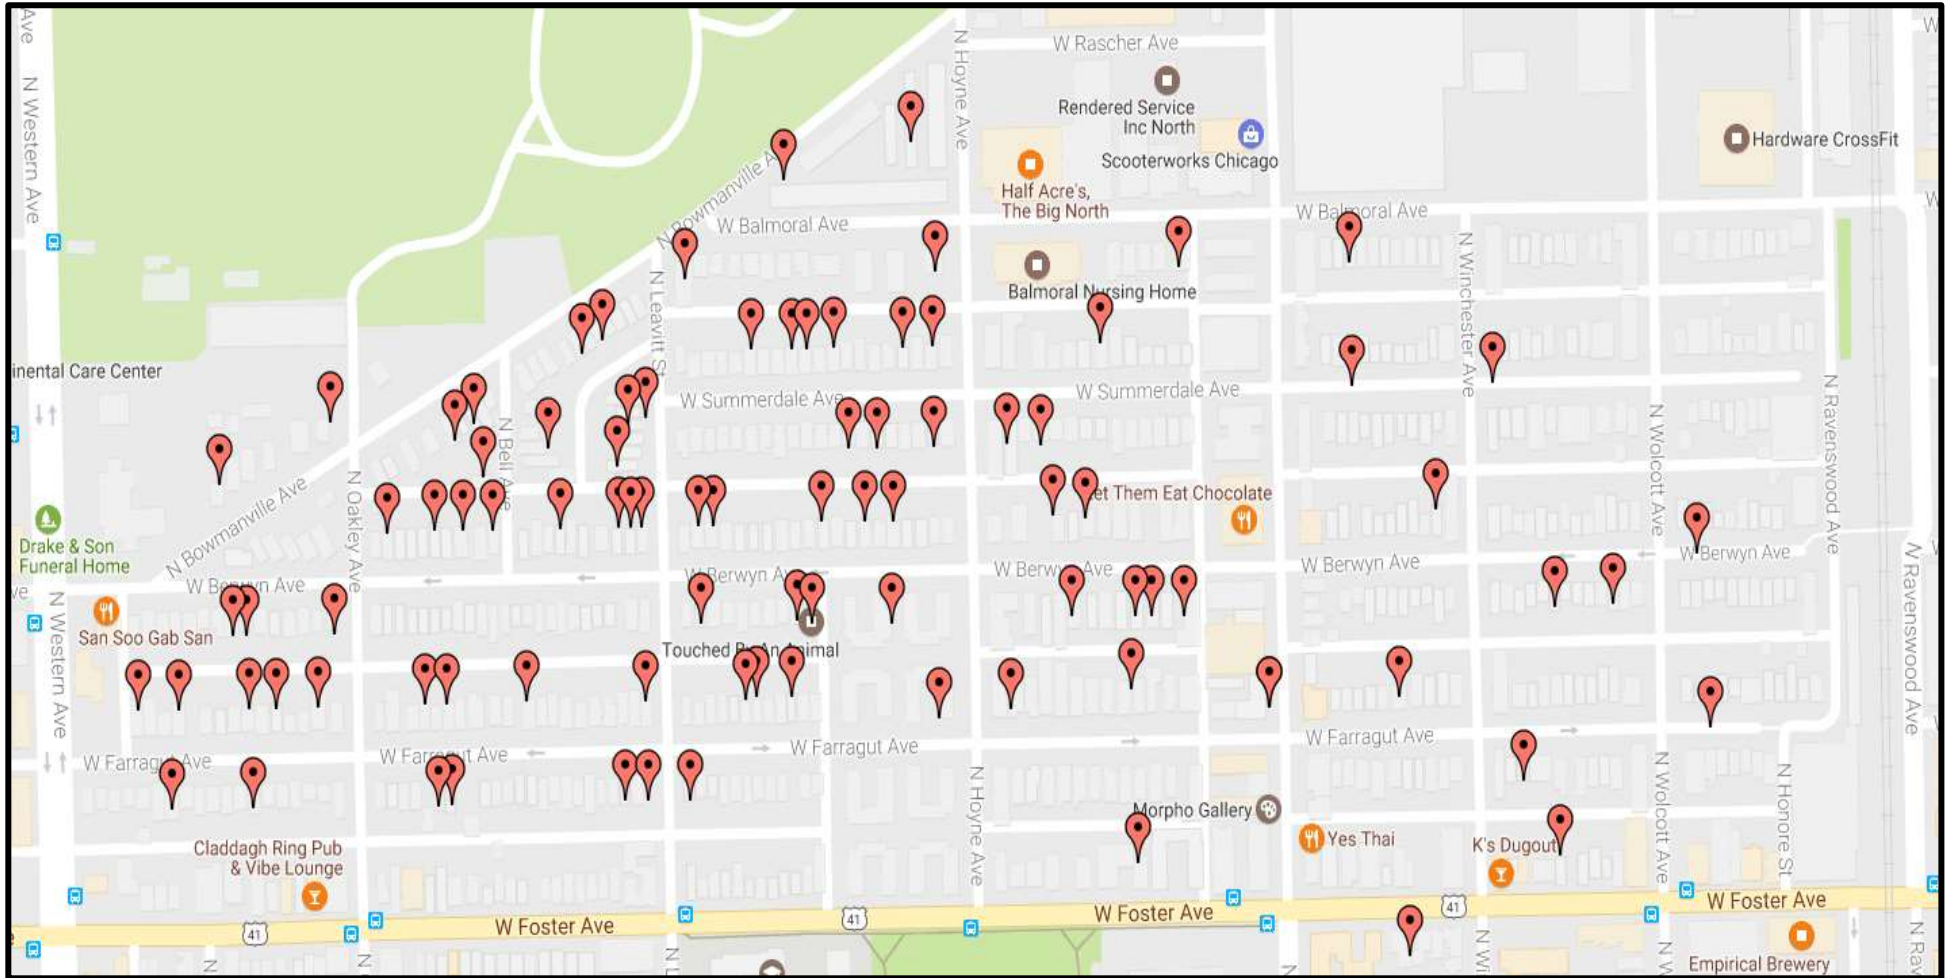 Ave
N Western Ave
N Hoyne Ave
W Rascher Ave
Rendered Service
Inc North
Scooterworks Chicago
Hardware CrossFit
Half Acre's,
The Big North
N Bowmanville A
W Balmoral Ave
W Balmoral Ave
N Leavitt St
Balmoral Nursing Home
N Winchester Ave
inental Care Center
W Summerdale Ave
W Summerdale Ave
N Bell Ave
N Oakley Ave
N Wolcott Ave
N Ravenswood Ave
N Bowmanville Ave
et Them Eat Chocolate
Drake & Son
Funeral Home
ve
W Berwyn Ave
W Berwyn A
W Berwyn Ave
W Berwyn Ave
W Berwyn Ave
N Ravenswood Ave
San Soo Gab San
N Western Ave
Touched By An Animal
W Farragut Ave
W Farragut Ave
W Farragut Ave
W Farragut Ave
N Hoyne Ave
N Wolcott Ave
N Honore St
Morpho Gallery
Yes Thai
K's Dugout
Claddagh Ring Pub
& Vibe Lounge
41
W Foster Ave
41
W Foster Ave
41
W Foster Ave
N
N
N L
N
N Wi
N W
N Rav
Empirical Brewery